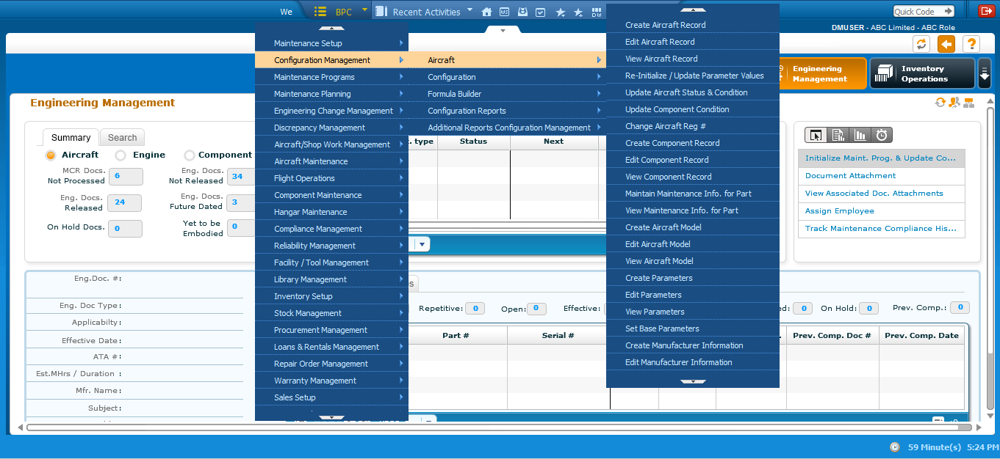 We
BPC
Recent Activities
WS
DW
Quick Code
DMUSER - ABC Limited - ABC Role
?
Engineering
Management
Inventory
Operations
Engineering Management
Summary
Search
Aircraft
Engine
Component
MCR Docs.
Not Processed
6
Eng. Docs.
Not Released
34
Eng. Docs.
Released
24
Eng. Docs.
Future Dated
3
On Hold Docs.
0
Yet to be
Embodied
0
Maintenance Setup
Configuration Management
Maintenance Programs
Maintenance Planning
Engineering Change Management
Discrepancy Management
Aircraft/Shop Work Management
Aircraft Maintenance
Flight Operations
Component Maintenance
Hangar Maintenance
Compliance Management
Reliability Management
Facility / Tool Management
Library Management
Inventory Setup
Stock Management
Procurement Management
Loans & Rentals Management
Repair Order Management
Warranty Management
Sales Setup
Aircraft
Configuration
Formula Builder
Configuration Reports
Additional Reports Configuration Management
Create Aircraft Record
Edit Aircraft Record
View Aircraft Record
Re-Initialize / Update Parameter Values
Update Aircraft Status & Condition
Update Component Condition
Change Aircraft Reg #
Create Component Record
Edit Component Record
View Component Record
Maintain Maintenance Info. for Part
View Maintenance Info. for Part
Create Aircraft Model
Edit Aircraft Model
View Aircraft Model
Create Parameters
Edit Parameters
View Parameters
Set Base Parameters
Create Manufacturer Information
Edit Manufacturer Information
. type
Status
Next
Initialize Maint. Prog. & Update Co...
Document Attachment
View Associated Doc. Attachments
Assign Employee
Track Maintenance Compliance His...
Eng.Doc. #:
Eng. Doc Type :
Applicabilty:
Effective Date:
ATA #:
Est.MHrs / Duration :
Mfr. Name:
Subject:
s
Repetitive: 0
Open: 0
Effective:
ed: 0
On Hold: 0
Prev. Comp.: 0
Part #
Serial #
Prev. Comp. Doc #
Prev. Comp. Date
59 Minute(s) 5:24 PM